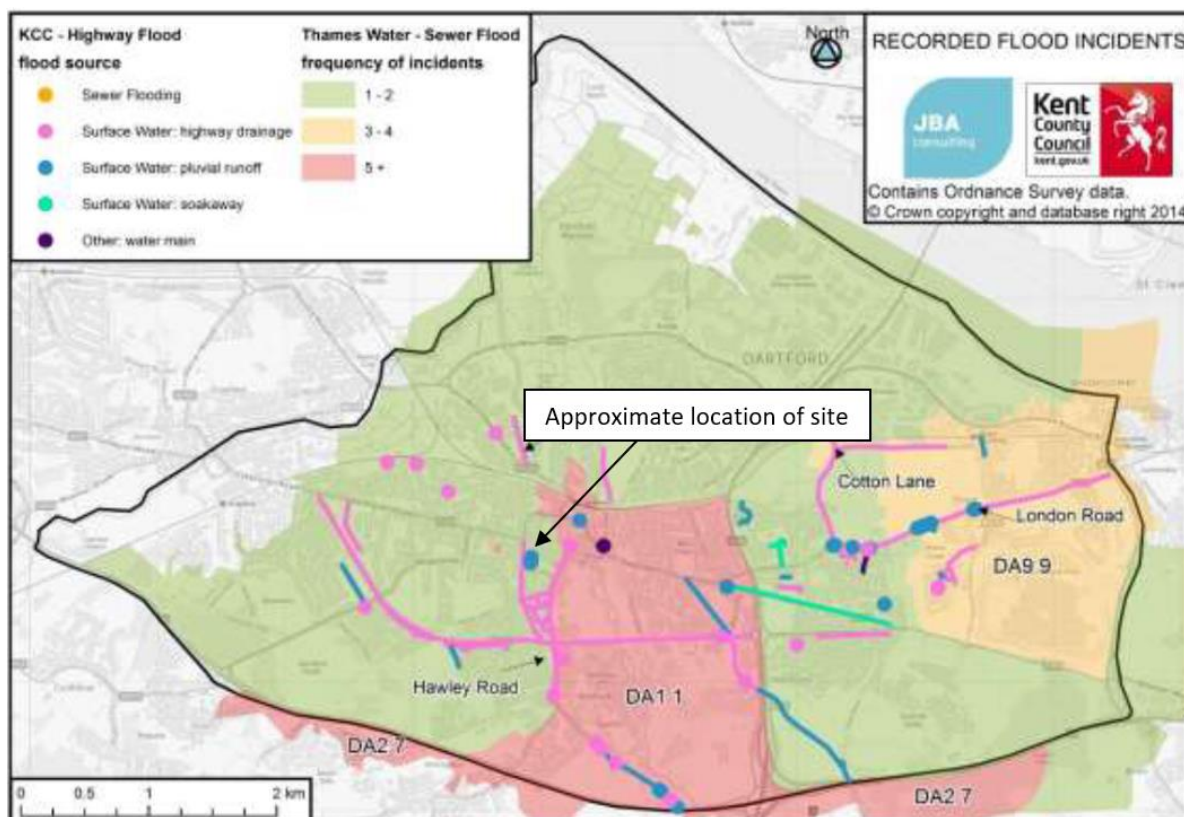 KCC - Highway Flood
flood source
Sewer Flooding
Surface Water: highway drainage
Surface Water: pluvial runoff
Surface Water: soakaway
Other: water main
Thames Water - Sewer Flood
frequency of incidents
1 - 2
3 - 4
5 +
North
RECORDED FLOOD INCIDENTS
JBA
consulting
Kent
County
Council
kent.gov.uk
Contains Ordnance Survey data.
© Crown copyright and database right 2014
DARTFORD
Approximate location of site
Cotton Lane
London Road
DA9 9
Hawley Road
DA1 1
DA2 7
DA2 7
0 0.5 1 2 km